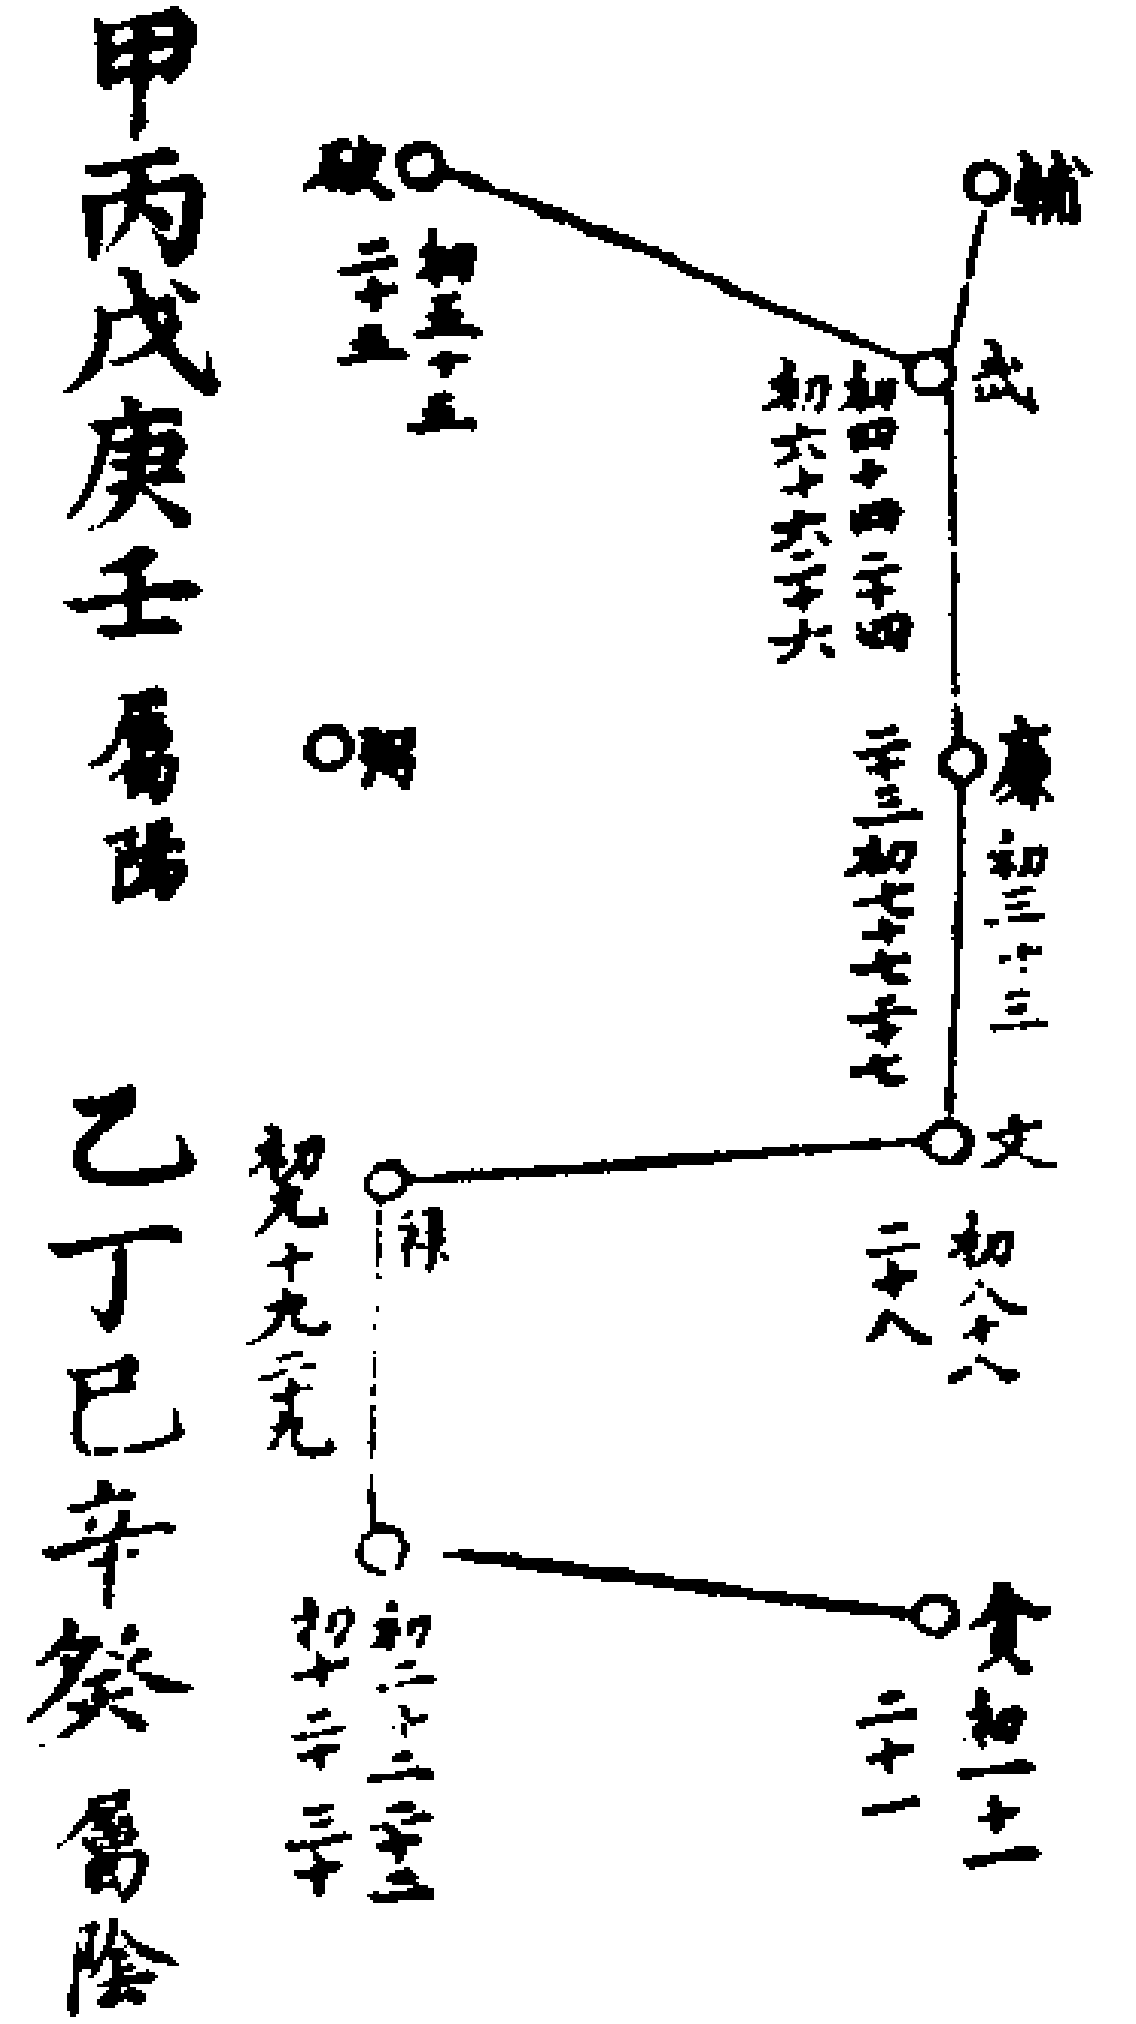 輔
武
初四十四二十四
初六十六二十六
廉
初三十三
二十三初七十七二十七
文
初八十八
二十八
貪
初一十一
二十一
破
初五十五
二十五
弼
祿
初九十九二十九
初二十二二十二
初十二十三十
甲丙戊庚壬屬陽
乙丁巳辛癸屬陰